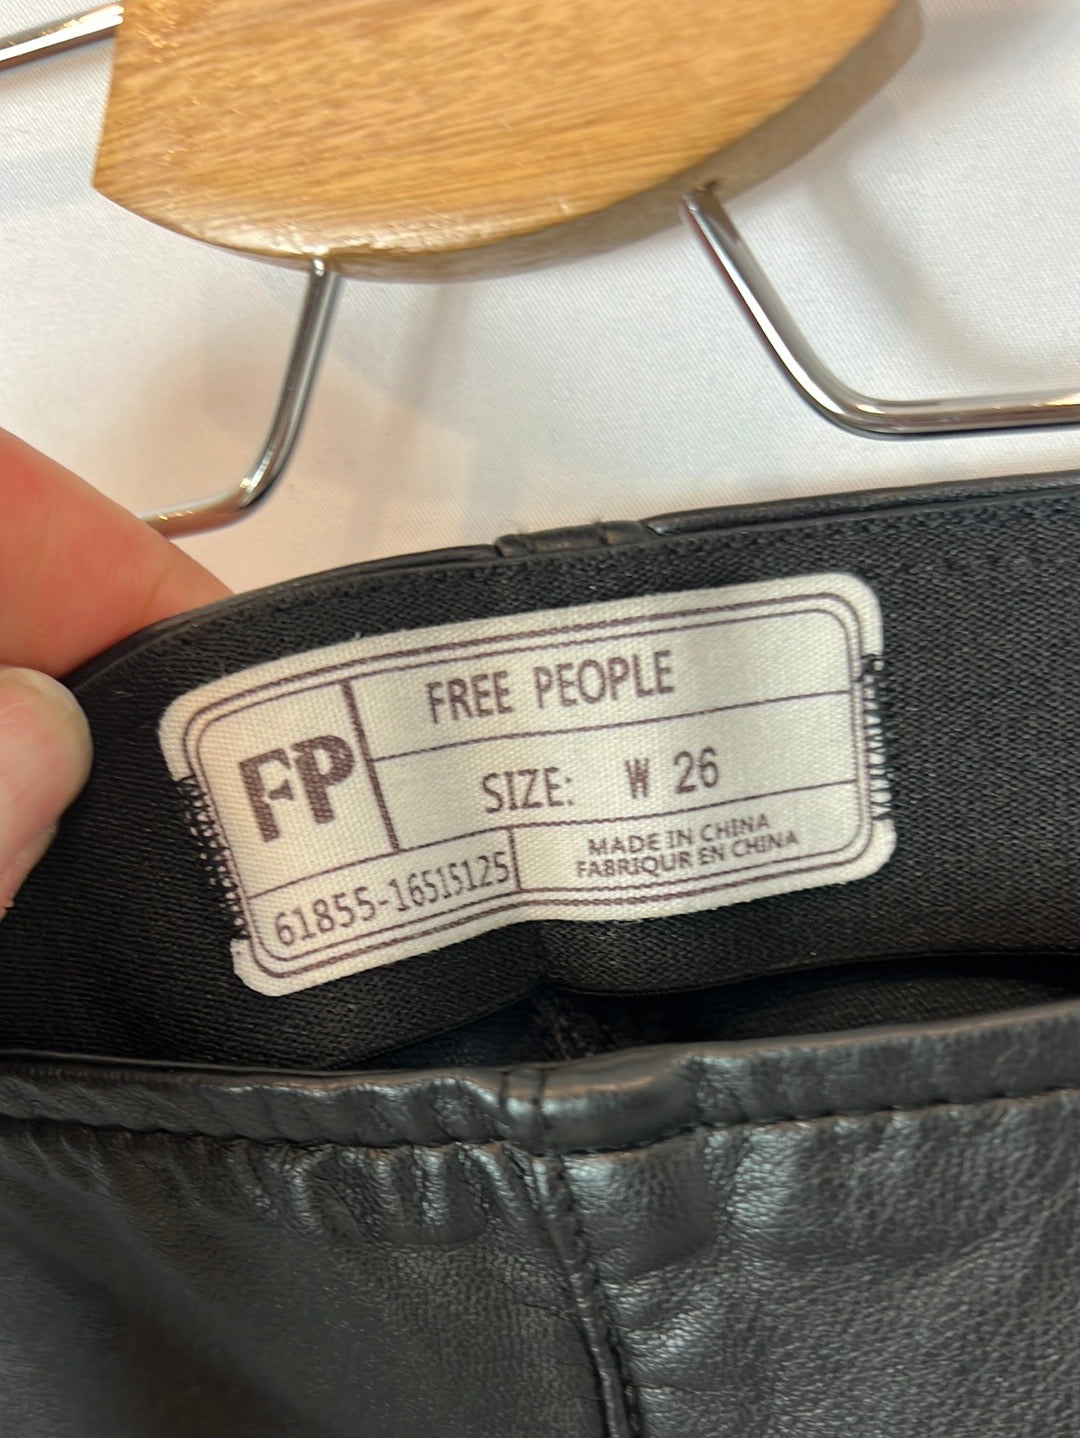 FP
FREE PEOPLE
SIZE: W 26
61855-16515125
MADE IN CHINA
FABRIQUR EN CHINA